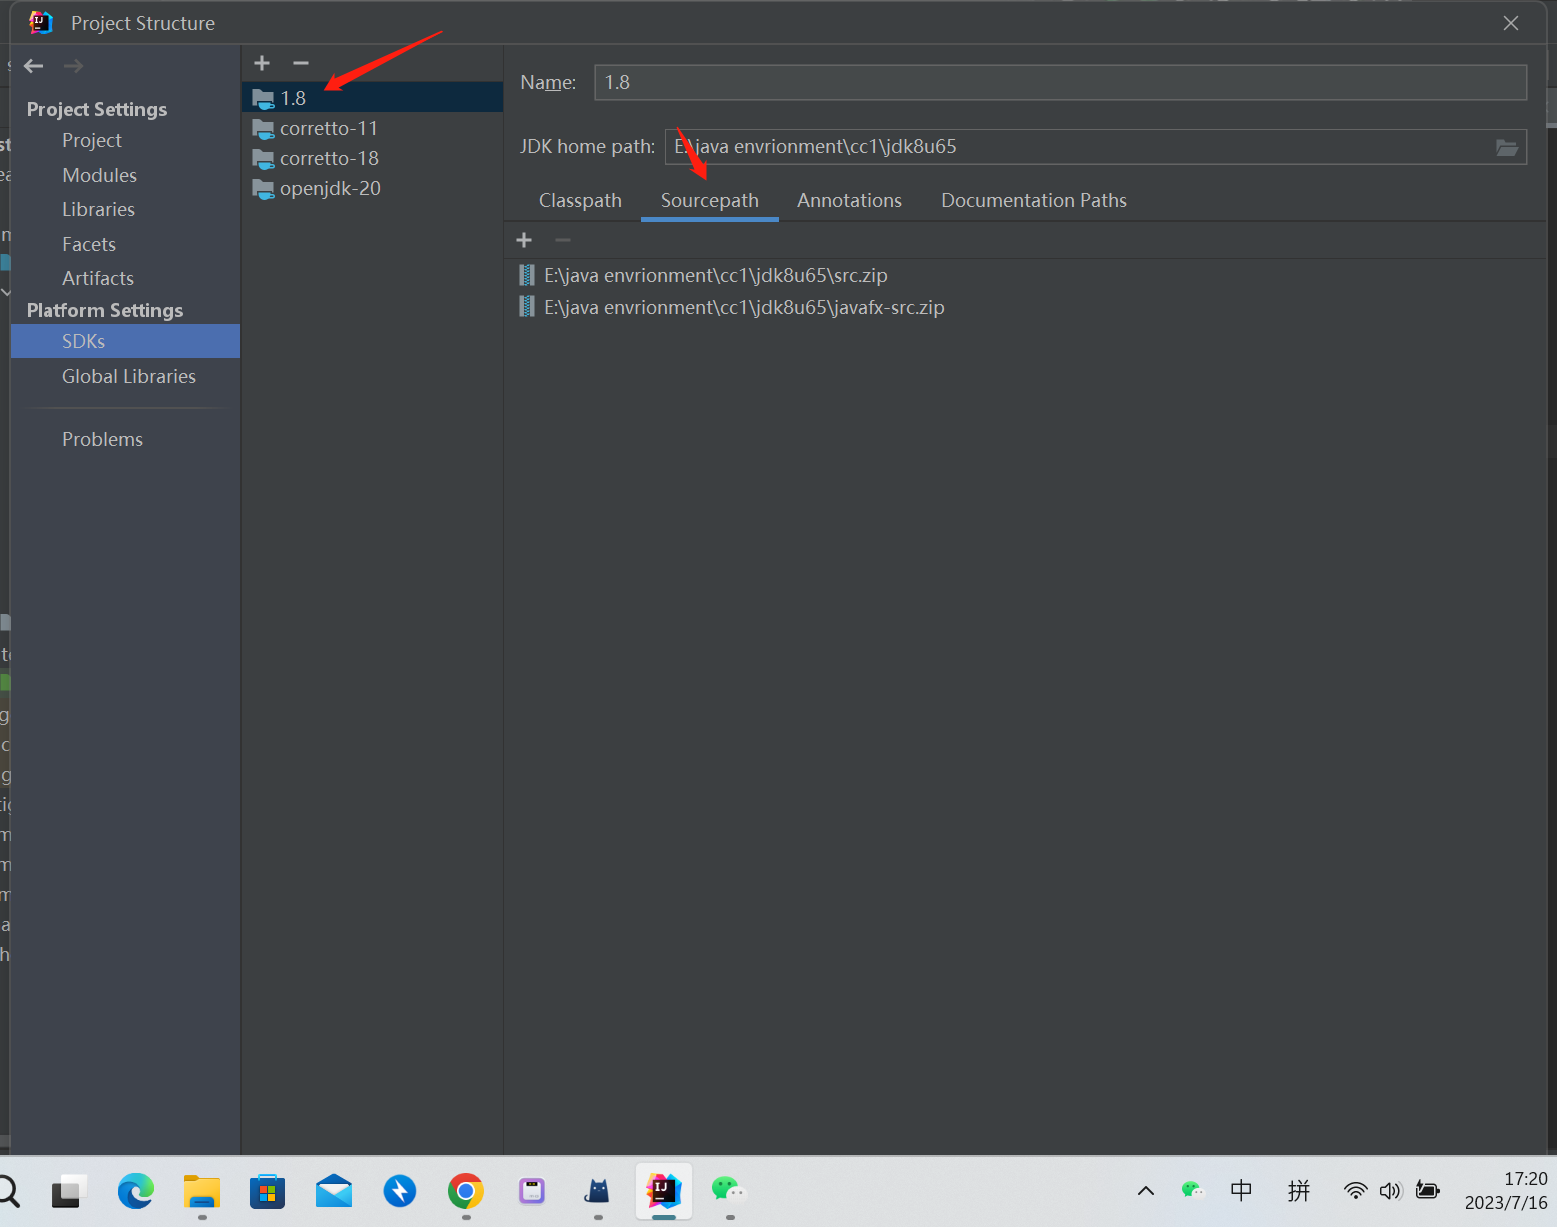 Project Structure
Project Settings
Project
Modules
Libraries
Facets
Artifacts
Platform Settings
SDKs
Global Libraries
Problems
1.8
corretto-11
corretto-18
openjdk-20
Name: 1.8
JDK home path: E:\java envrionment\cc1\jdk8u65
Classpath Sourcepath Annotations Documentation Paths
E:\java envrionment\cc1\jdk8u65\src.zip
E:\java envrionment\cc1\jdk8u65\javafx-src.zip
中 拼 17:20
2023/7/16